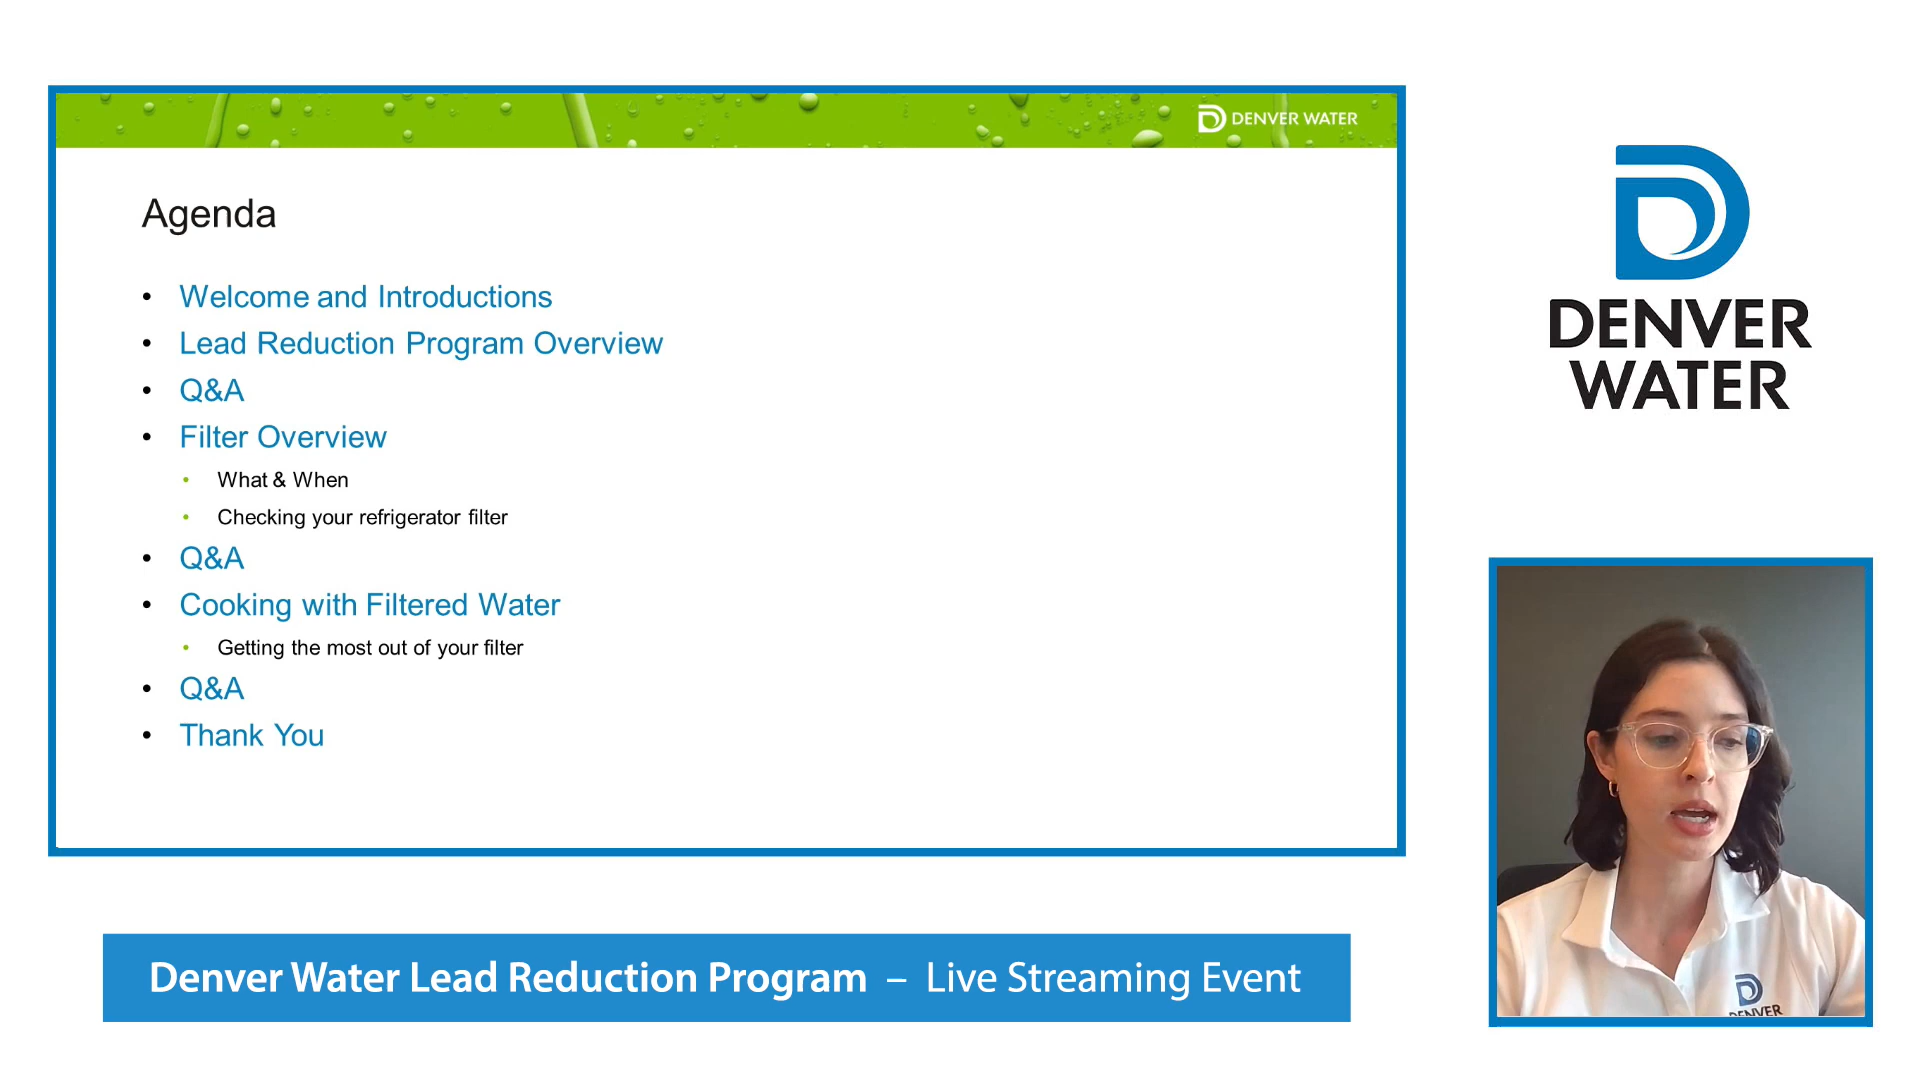 DENVER WATER
Agenda
• Welcome and Introductions
• Lead Reduction Program Overview
• Q&A
• Filter Overview
• What & When
• Checking your refrigerator filter
• Q&A
• Cooking with Filtered Water
• Getting the most out of your filter
• Q&A
• Thank You
DENVER
WATER
Denver Water Lead Reduction Program – Live Streaming Event
DENVER